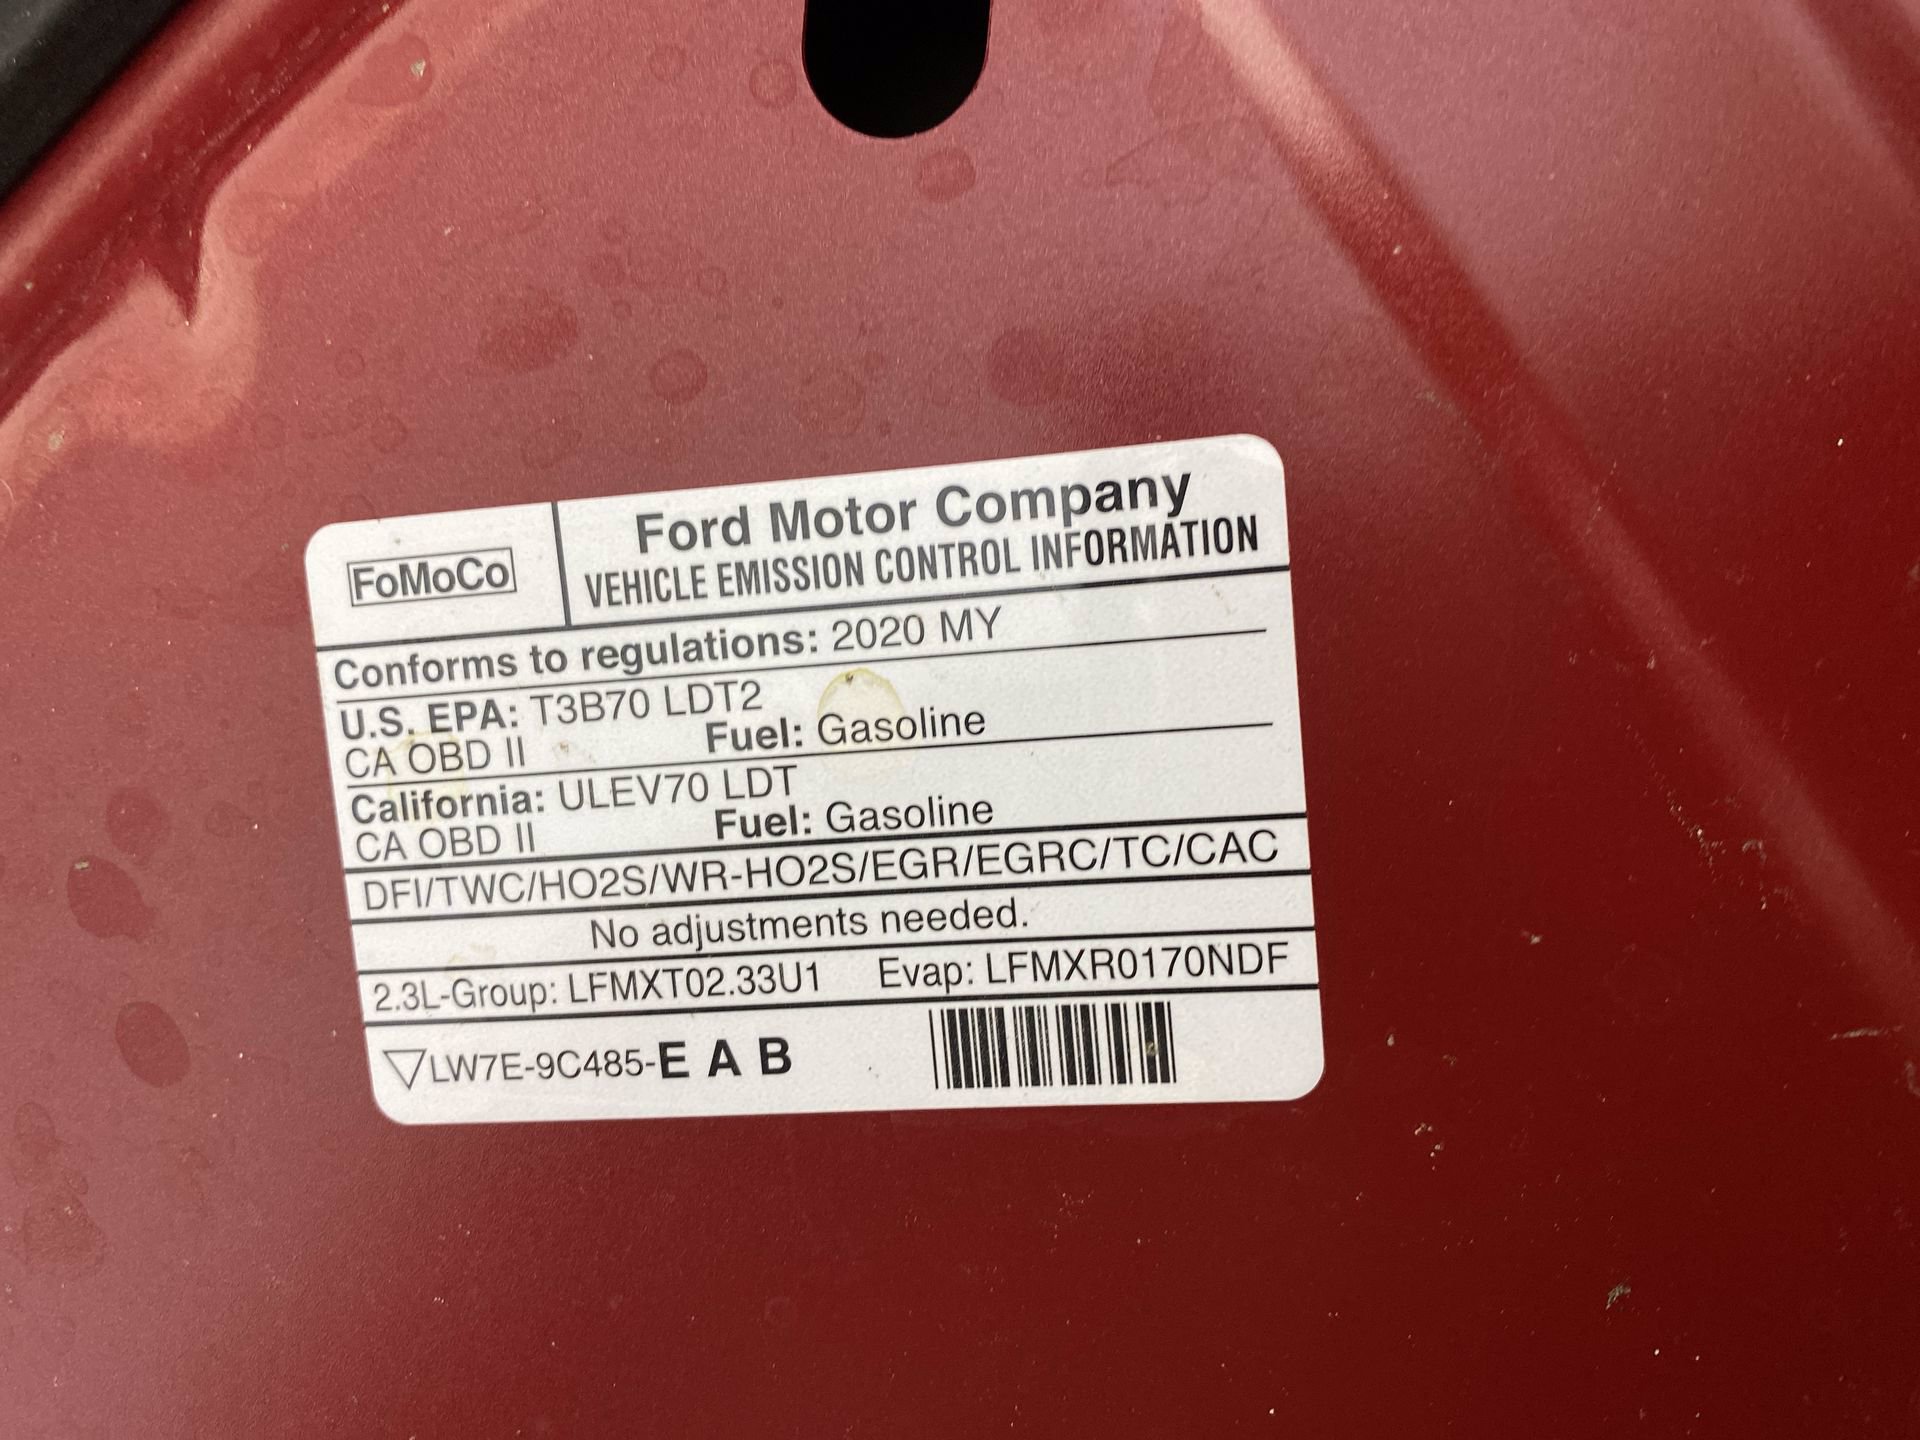 FoMoCo
Ford Motor Company
VEHICLE EMISSION CONTROL INFORMATION
Conforms to regulations: 2020 MY
U.S. EPA: T3B70 LDT2
CA OBD II Fuel: Gasoline
California: ULEV70 LDT
CA OBD II Fuel: Gasoline
DFI/TWC/HO2S/WR-HO2S/EGR/EGRC/TC/CAC
No adjustments needed.
2.3L-Group: LFMXT02.33U1 Evap: LFMXR0170NDF
▽LW7E-9C485-E A B